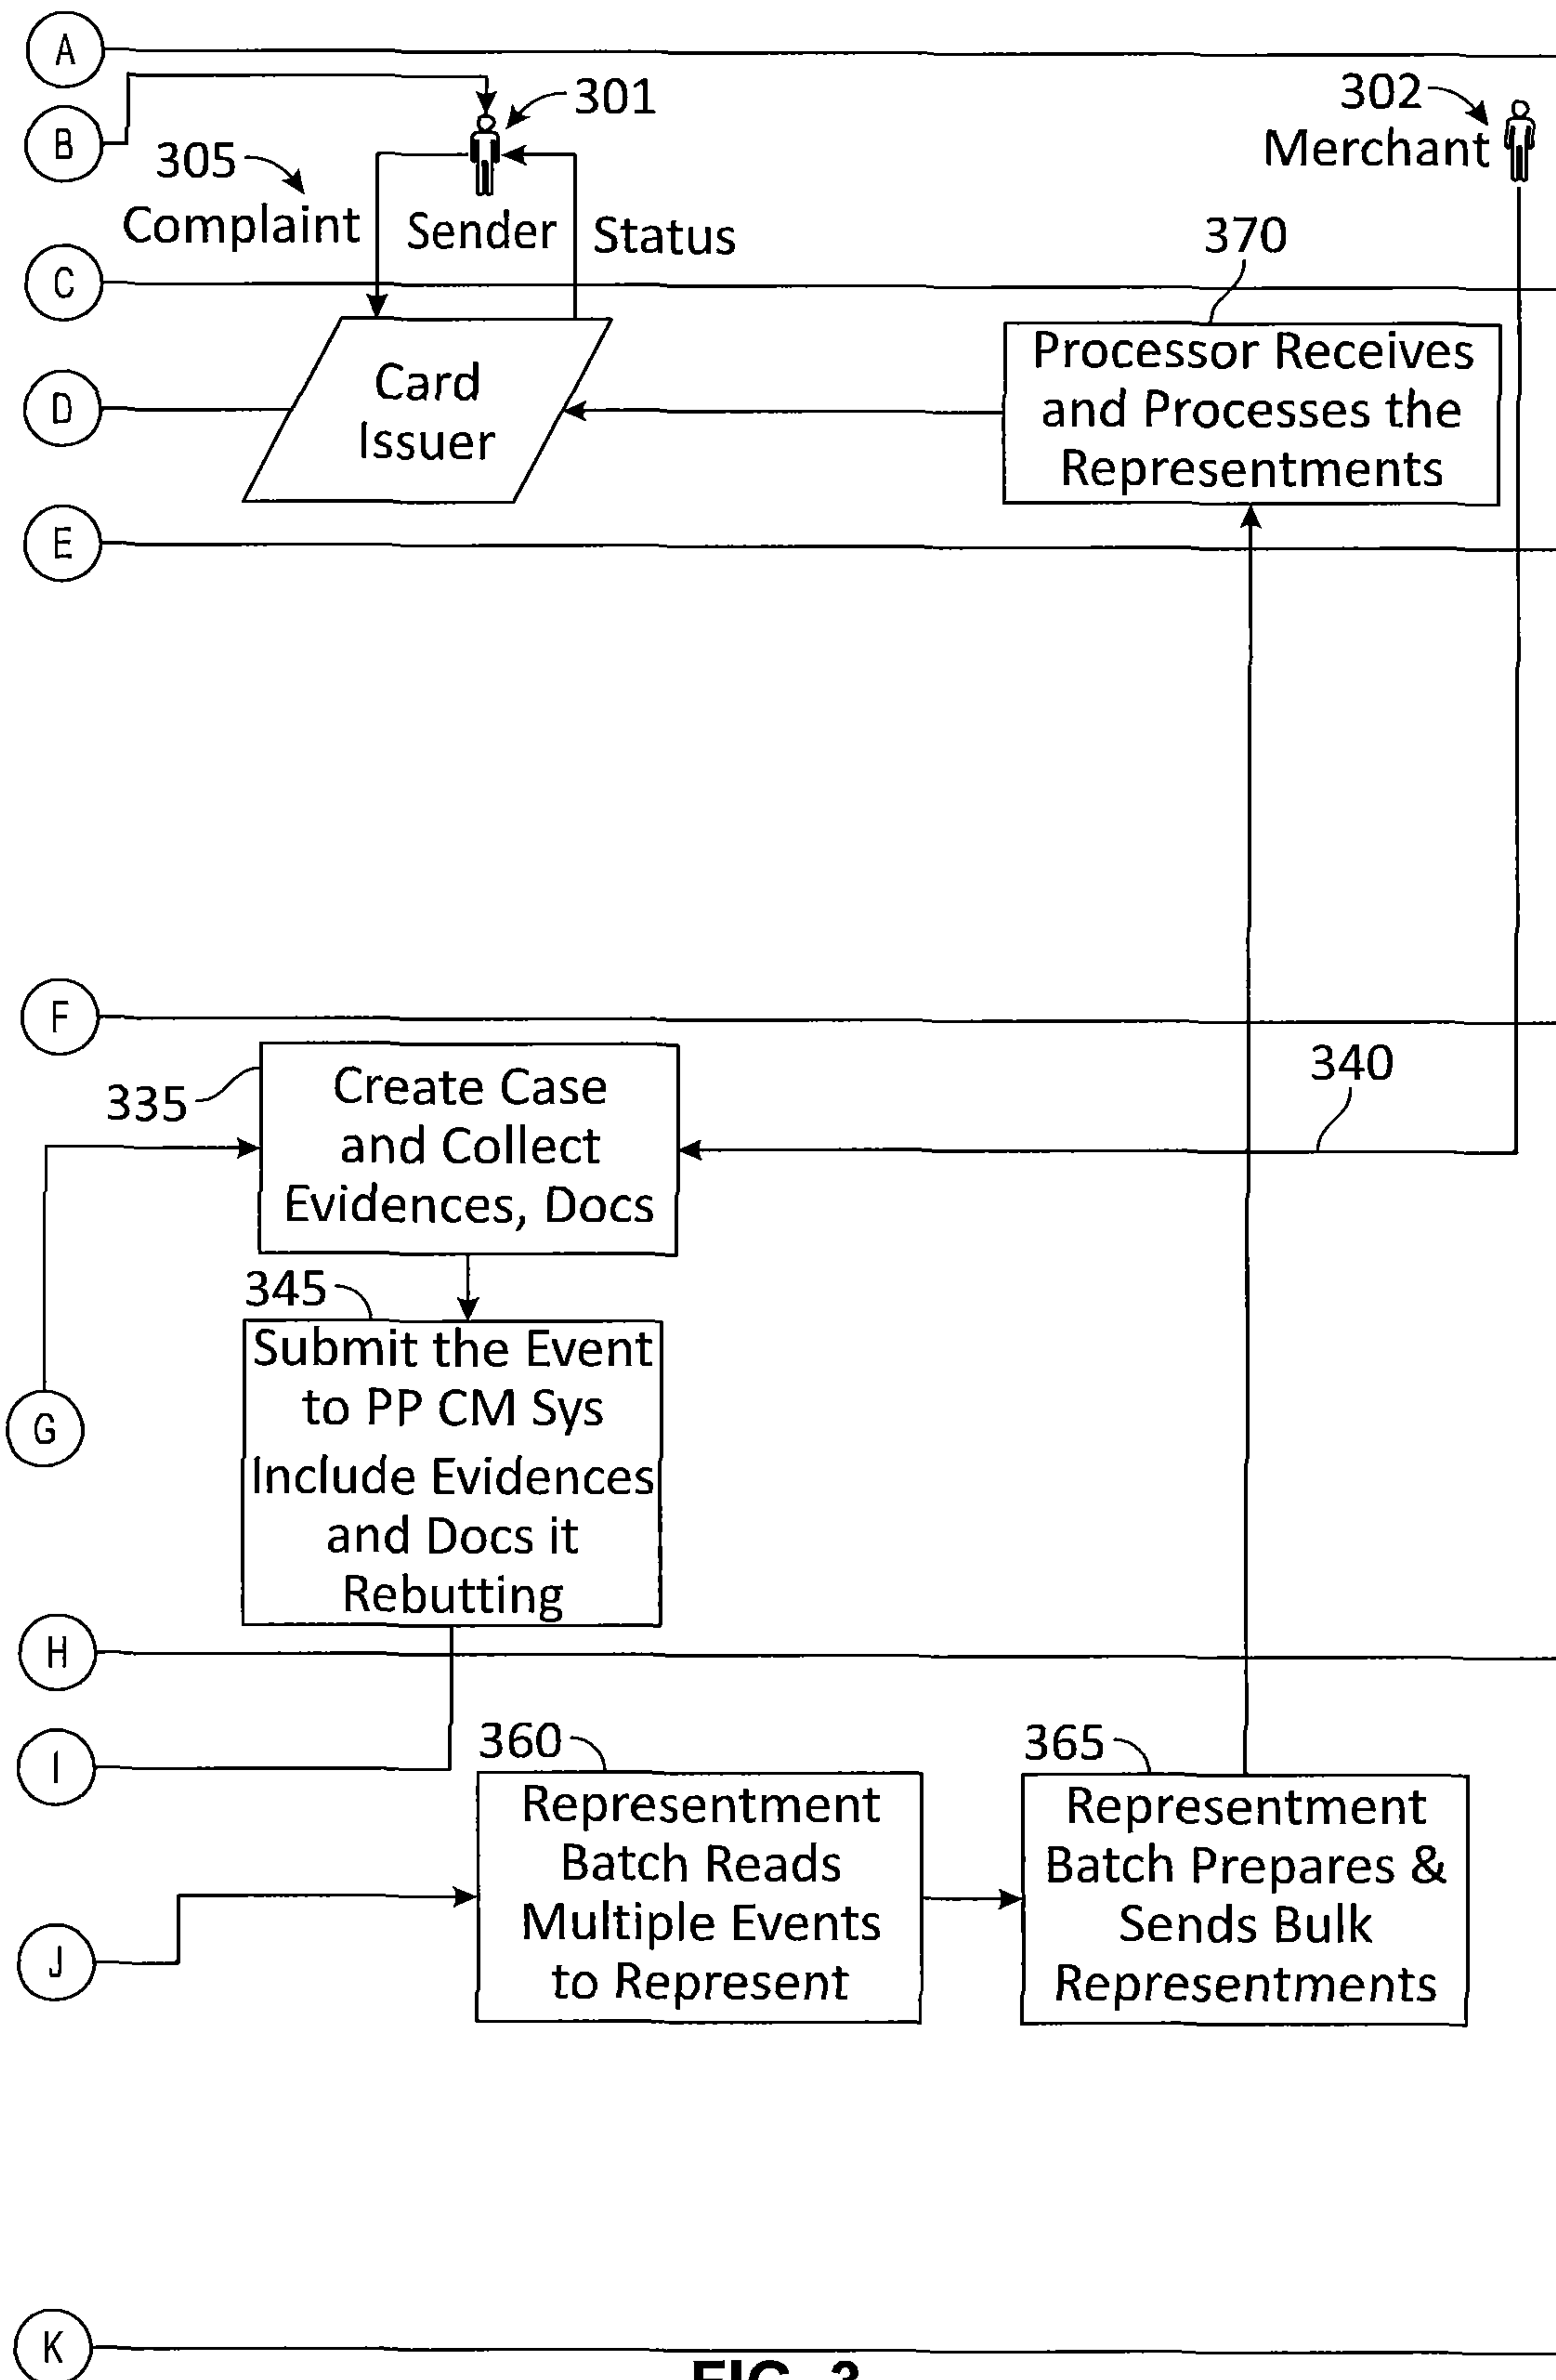 A
B
301
302
Merchant
305
Complaint
Sender
Status
370
C
Processor Receives
and Processes the
Representments
Card
Issuer
D
E
F
340
335
Create Case
and Collect
Evidences, Docs
345
Submit the Event
to PP CM Sys
Include Evidences
and Docs it
Rebutting
G
H
I
360
Representment
Batch Reads
Multiple Events
to Represent
365
Representment
Batch Prepares &
Sends Bulk
Representments
J
K
FIG. 3